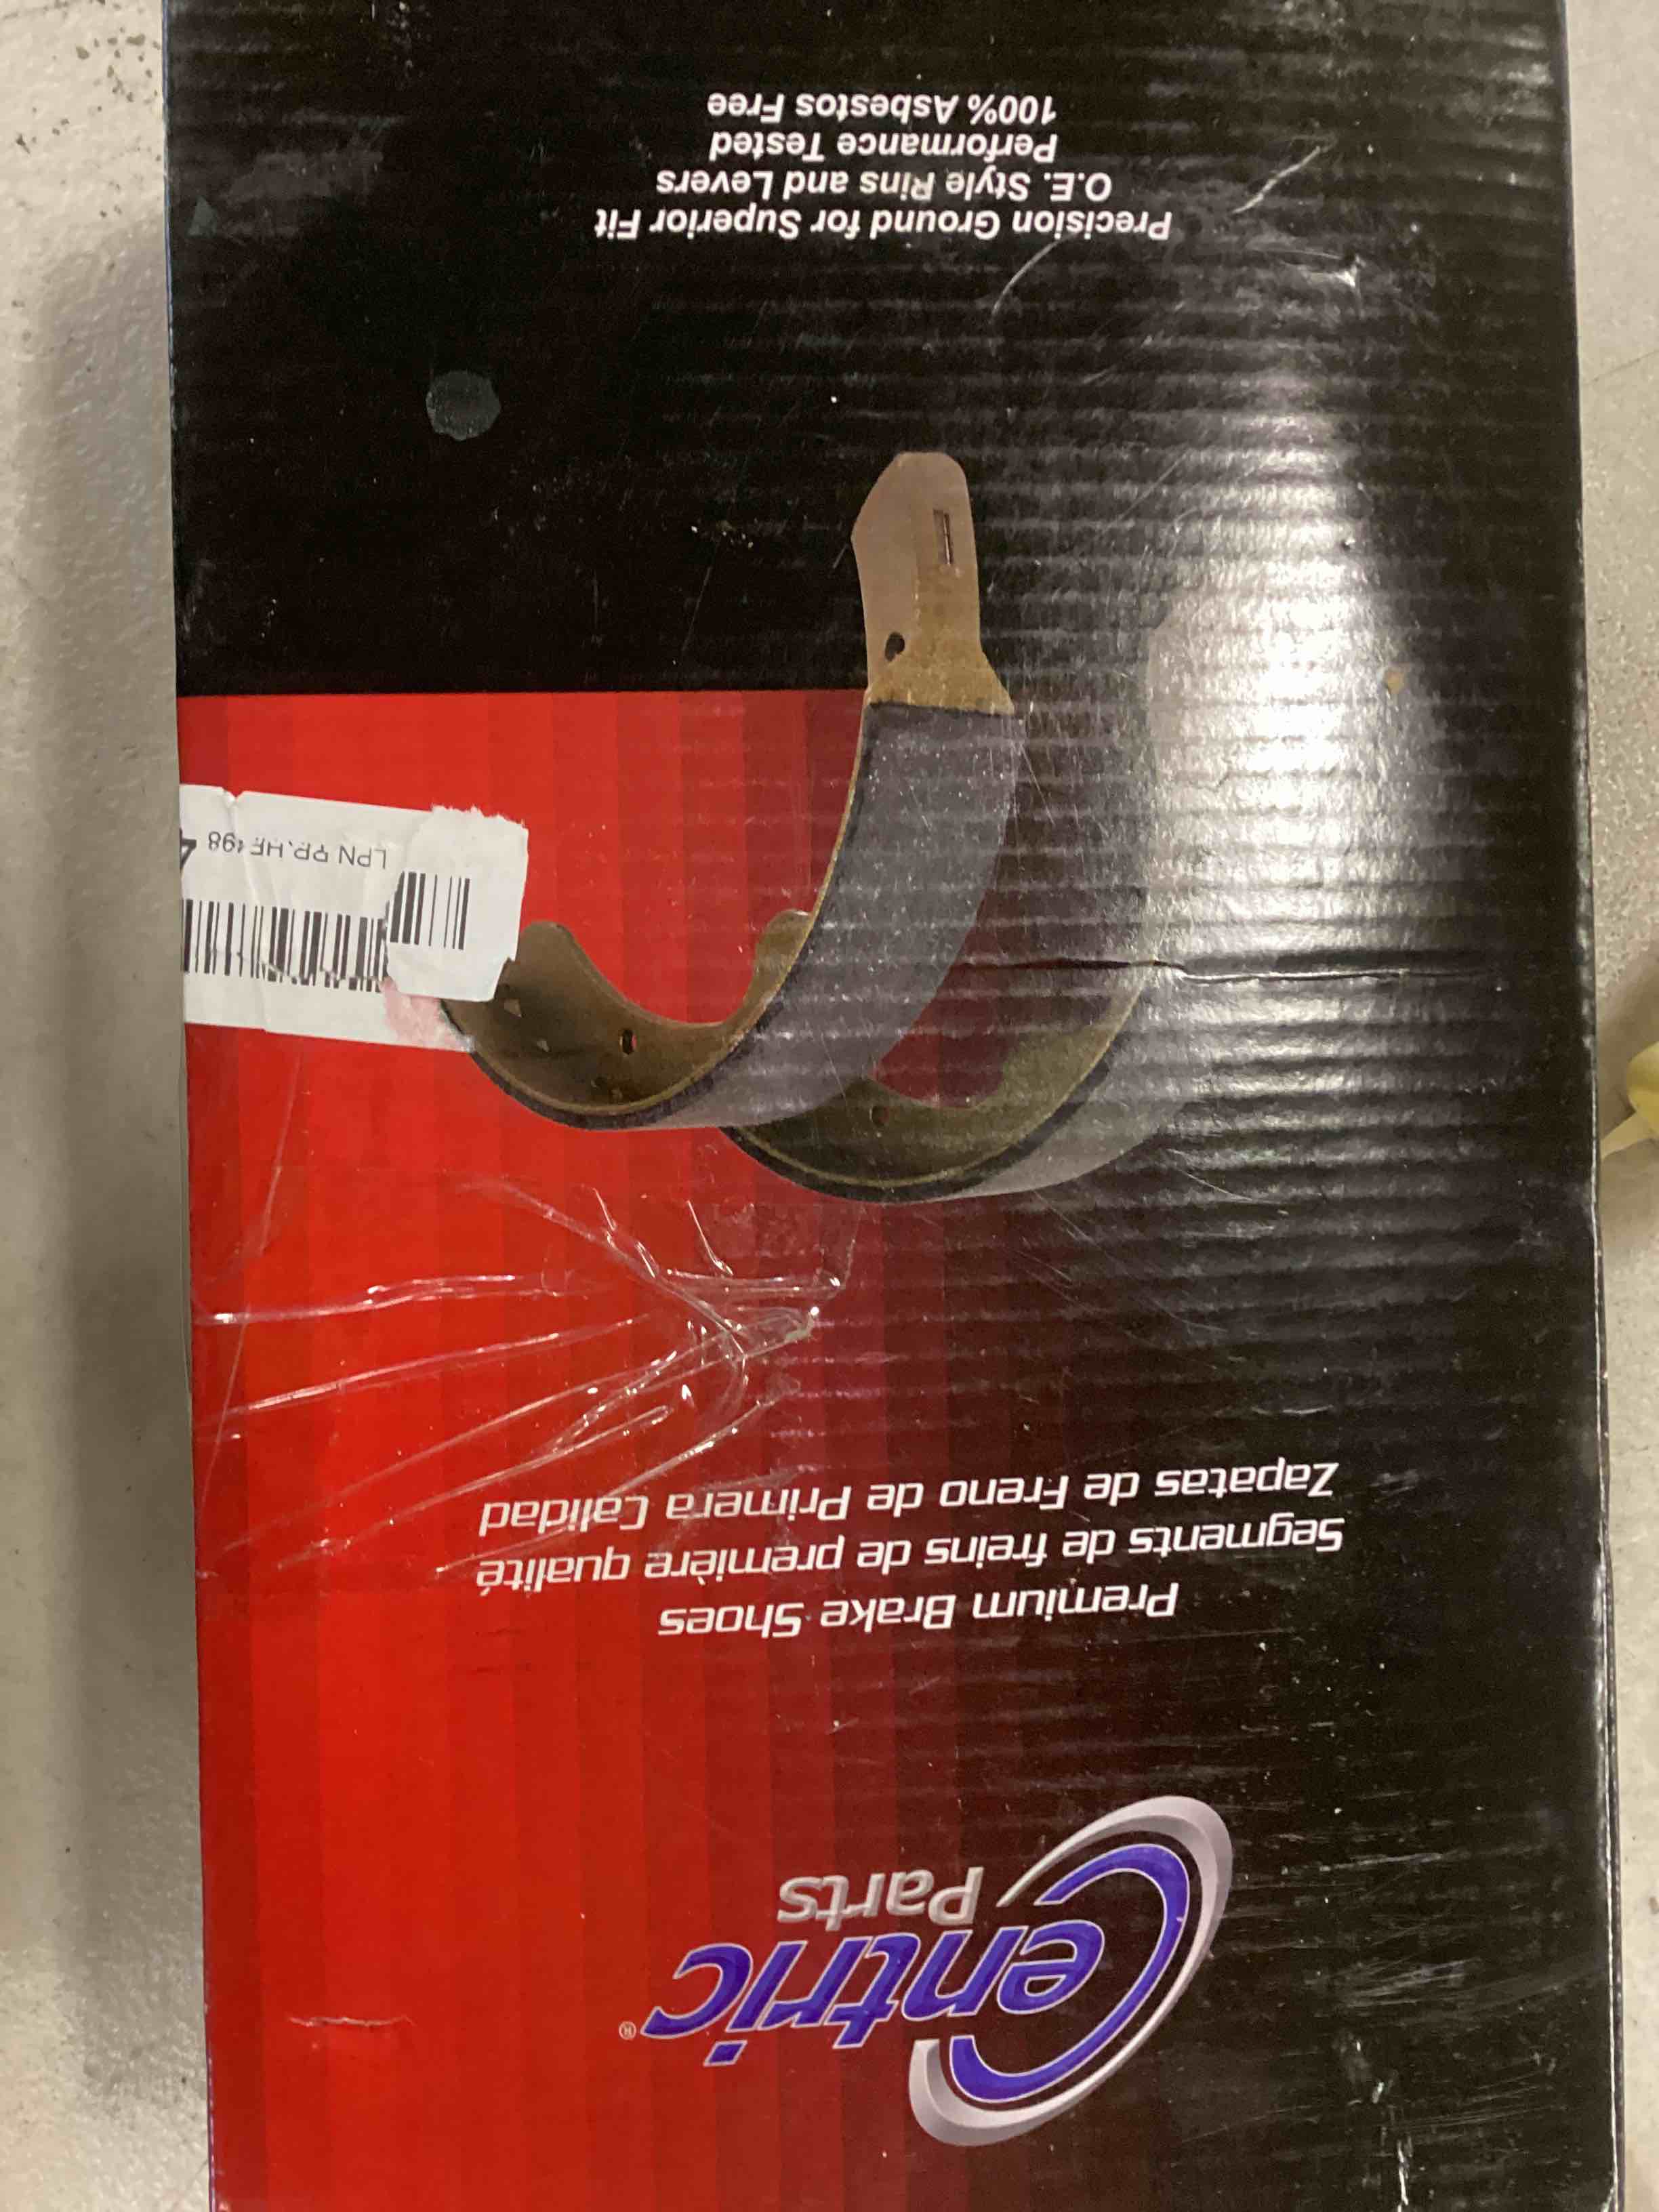 Centric®
Parts
Premium Brake Shoes
Segments de freins de première qualité
Zapatas de Freno de Primera Calidad
LPN
498
Precision Ground for Superior Fit
O.E. Style Rins and Levers
Performance Tested
100% Asbestos Free